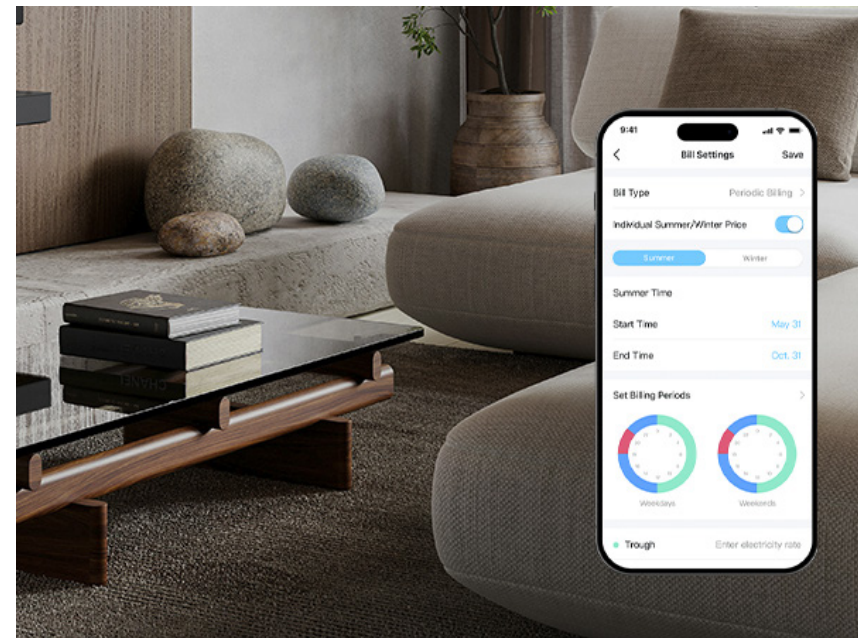 9:41
Bill Settings
Save
Bill Type
Periodic Billing
Individual Summer/Winter Price
Summer
Winter
Summer Time
Start Time
May 31
End Time
Oct. 31
Set Billing Periods
Weekdays
Weekends
Trough
Enter electricity rate
CHANEL